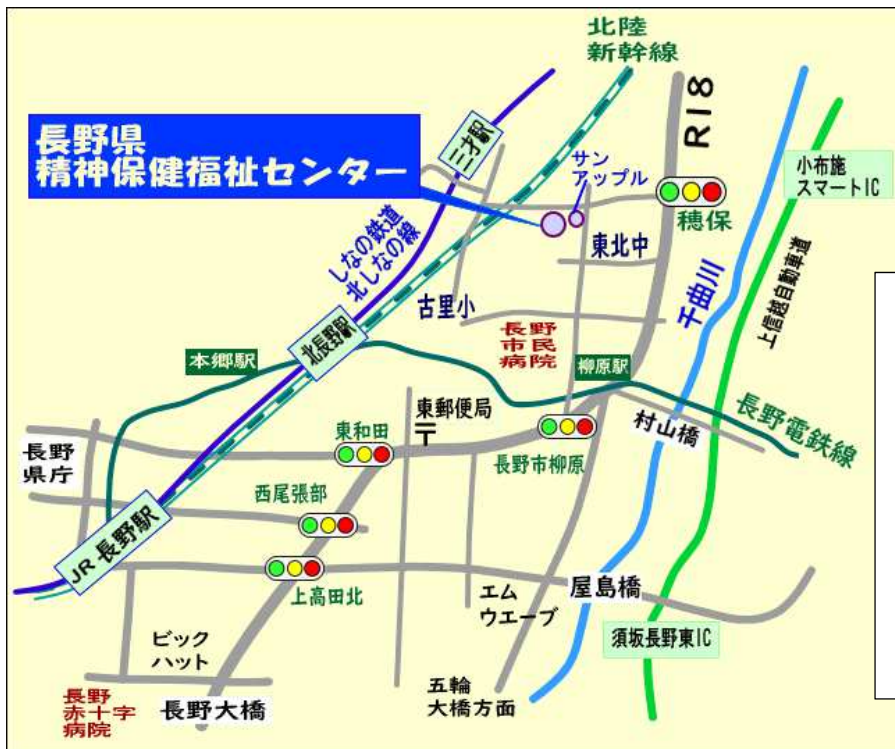 北陸
新幹線
長野県
精神保健福祉センター
三才駅
サン
アップル
R18
穂保
小布施
スマートIC
東北中
しなの鉄道
北しなの線
千曲川
上信越自動車道
古里小
北長野駅
長野
市民
病院
本郷駅
柳原駅
東郵便局
〒
東和田
長野市柳原
村山橋
長野電鉄線
長野
県庁
西尾張部
JR 長野駅
上高田北
エム
ウエーブ
屋島橋
ビック
ハット
須坂長野東IC
長野
赤十字
病院
長野大橋
五輪
大橋方面